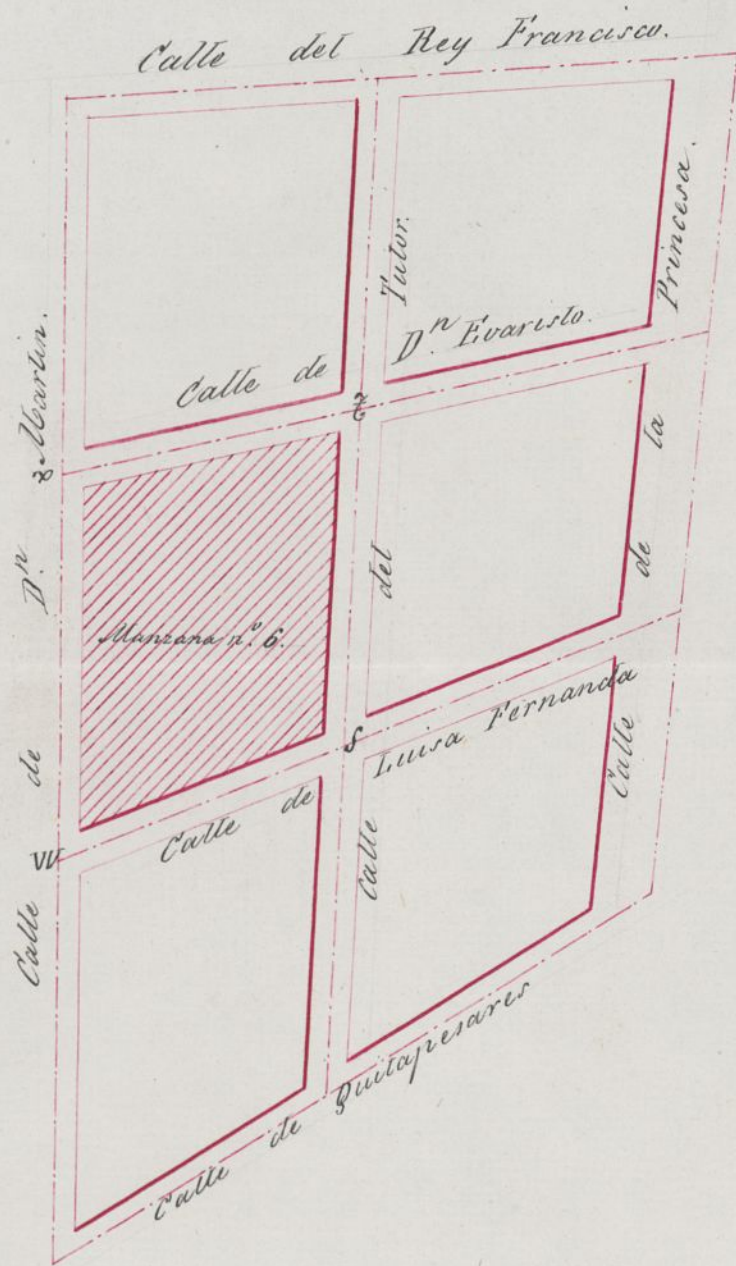 Calle del Rey Francisco.
Calle de Dn. Martin.
Calle del Tutor.
Calle de la Princesa.
Calle de Dn. Evaristo.
Manzana nº. 6.
Calle de Luisa Fernanda
S
W
Calle de Quitapesares